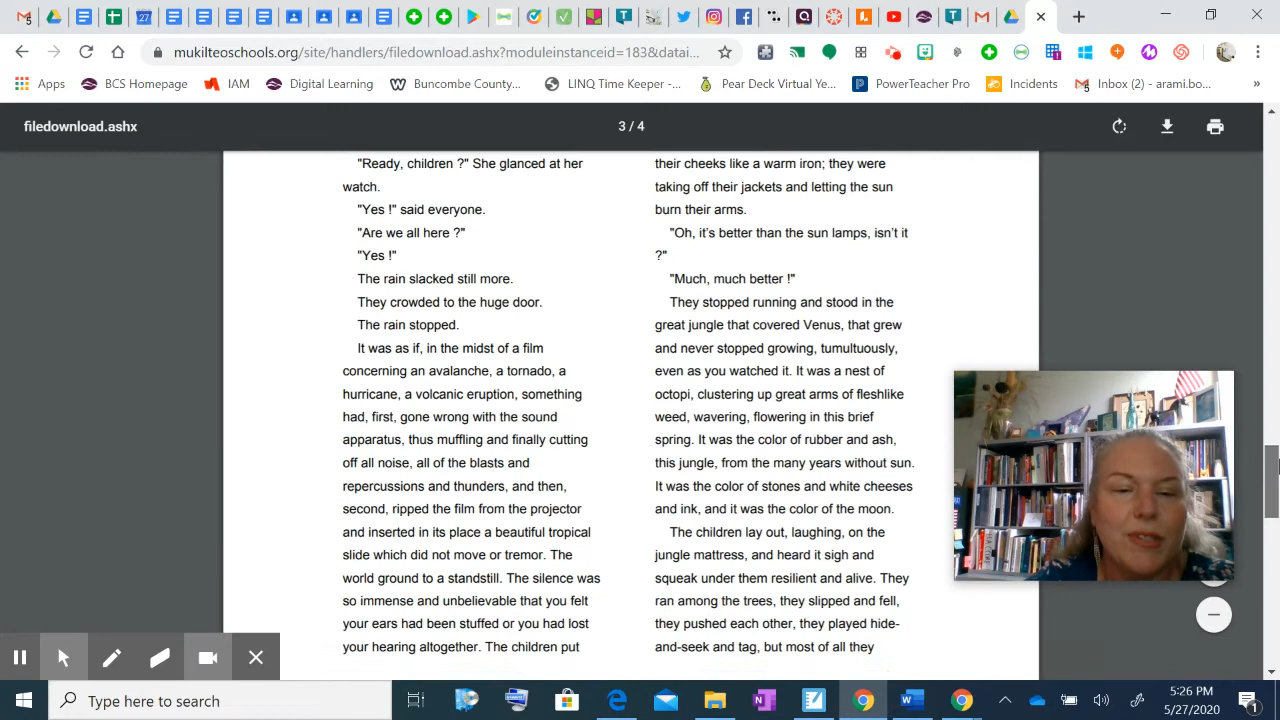 mukilteoschools.org/site/handlers/filedownload.ashx?moduleinstanceid=183&datai...
Apps
BCS Homepage
IAM
Digital Learning
Buncombe County...
LINQ Time Keeper -...
Pear Deck Virtual Ye...
PowerTeacher Pro
Incidents
Inbox (2) - arami.bo...
»
filedownload.ashx
3 / 4
"Ready, children ?" She glanced at her
watch.
"Yes !" said everyone.
"Are we all here ?"
"Yes !"
The rain slacked still more.
They crowded to the huge door.
The rain stopped.
It was as if, in the midst of a film
concerning an avalanche, a tornado, a
hurricane, a volcanic eruption, something
had, first, gone wrong with the sound
apparatus, thus muffling and finally cutting
off all noise, all of the blasts and
repercussions and thunders, and then,
second, ripped the film from the projector
and inserted in its place a beautiful tropical
slide which did not move or tremor. The
world ground to a standstill. The silence was
so immense and unbelievable that you felt
your ears had been stuffed or you had lost
your hearing altogether. The children put
their cheeks like a warm iron; they were
taking off their jackets and letting the sun
burn their arms.
"Oh, it’s better than the sun lamps, isn’t it
?"
"Much, much better !"
They stopped running and stood in the
great jungle that covered Venus, that grew
and never stopped growing, tumultuously,
even as you watched it. It was a nest of
octopi, clustering up great arms of fleshlike
weed, wavering, flowering in this brief
spring. It was the color of rubber and ash,
this jungle, from the many years without sun.
It was the color of stones and white cheeses
and ink, and it was the color of the moon.
The children lay out, laughing, on the
jungle mattress, and heard it sigh and
squeak under them resilient and alive. They
ran among the trees, they slipped and fell,
they pushed each other, they played hide-
and-seek and tag, but most of all they
Type here to search
5:26 PM
5/27/2020